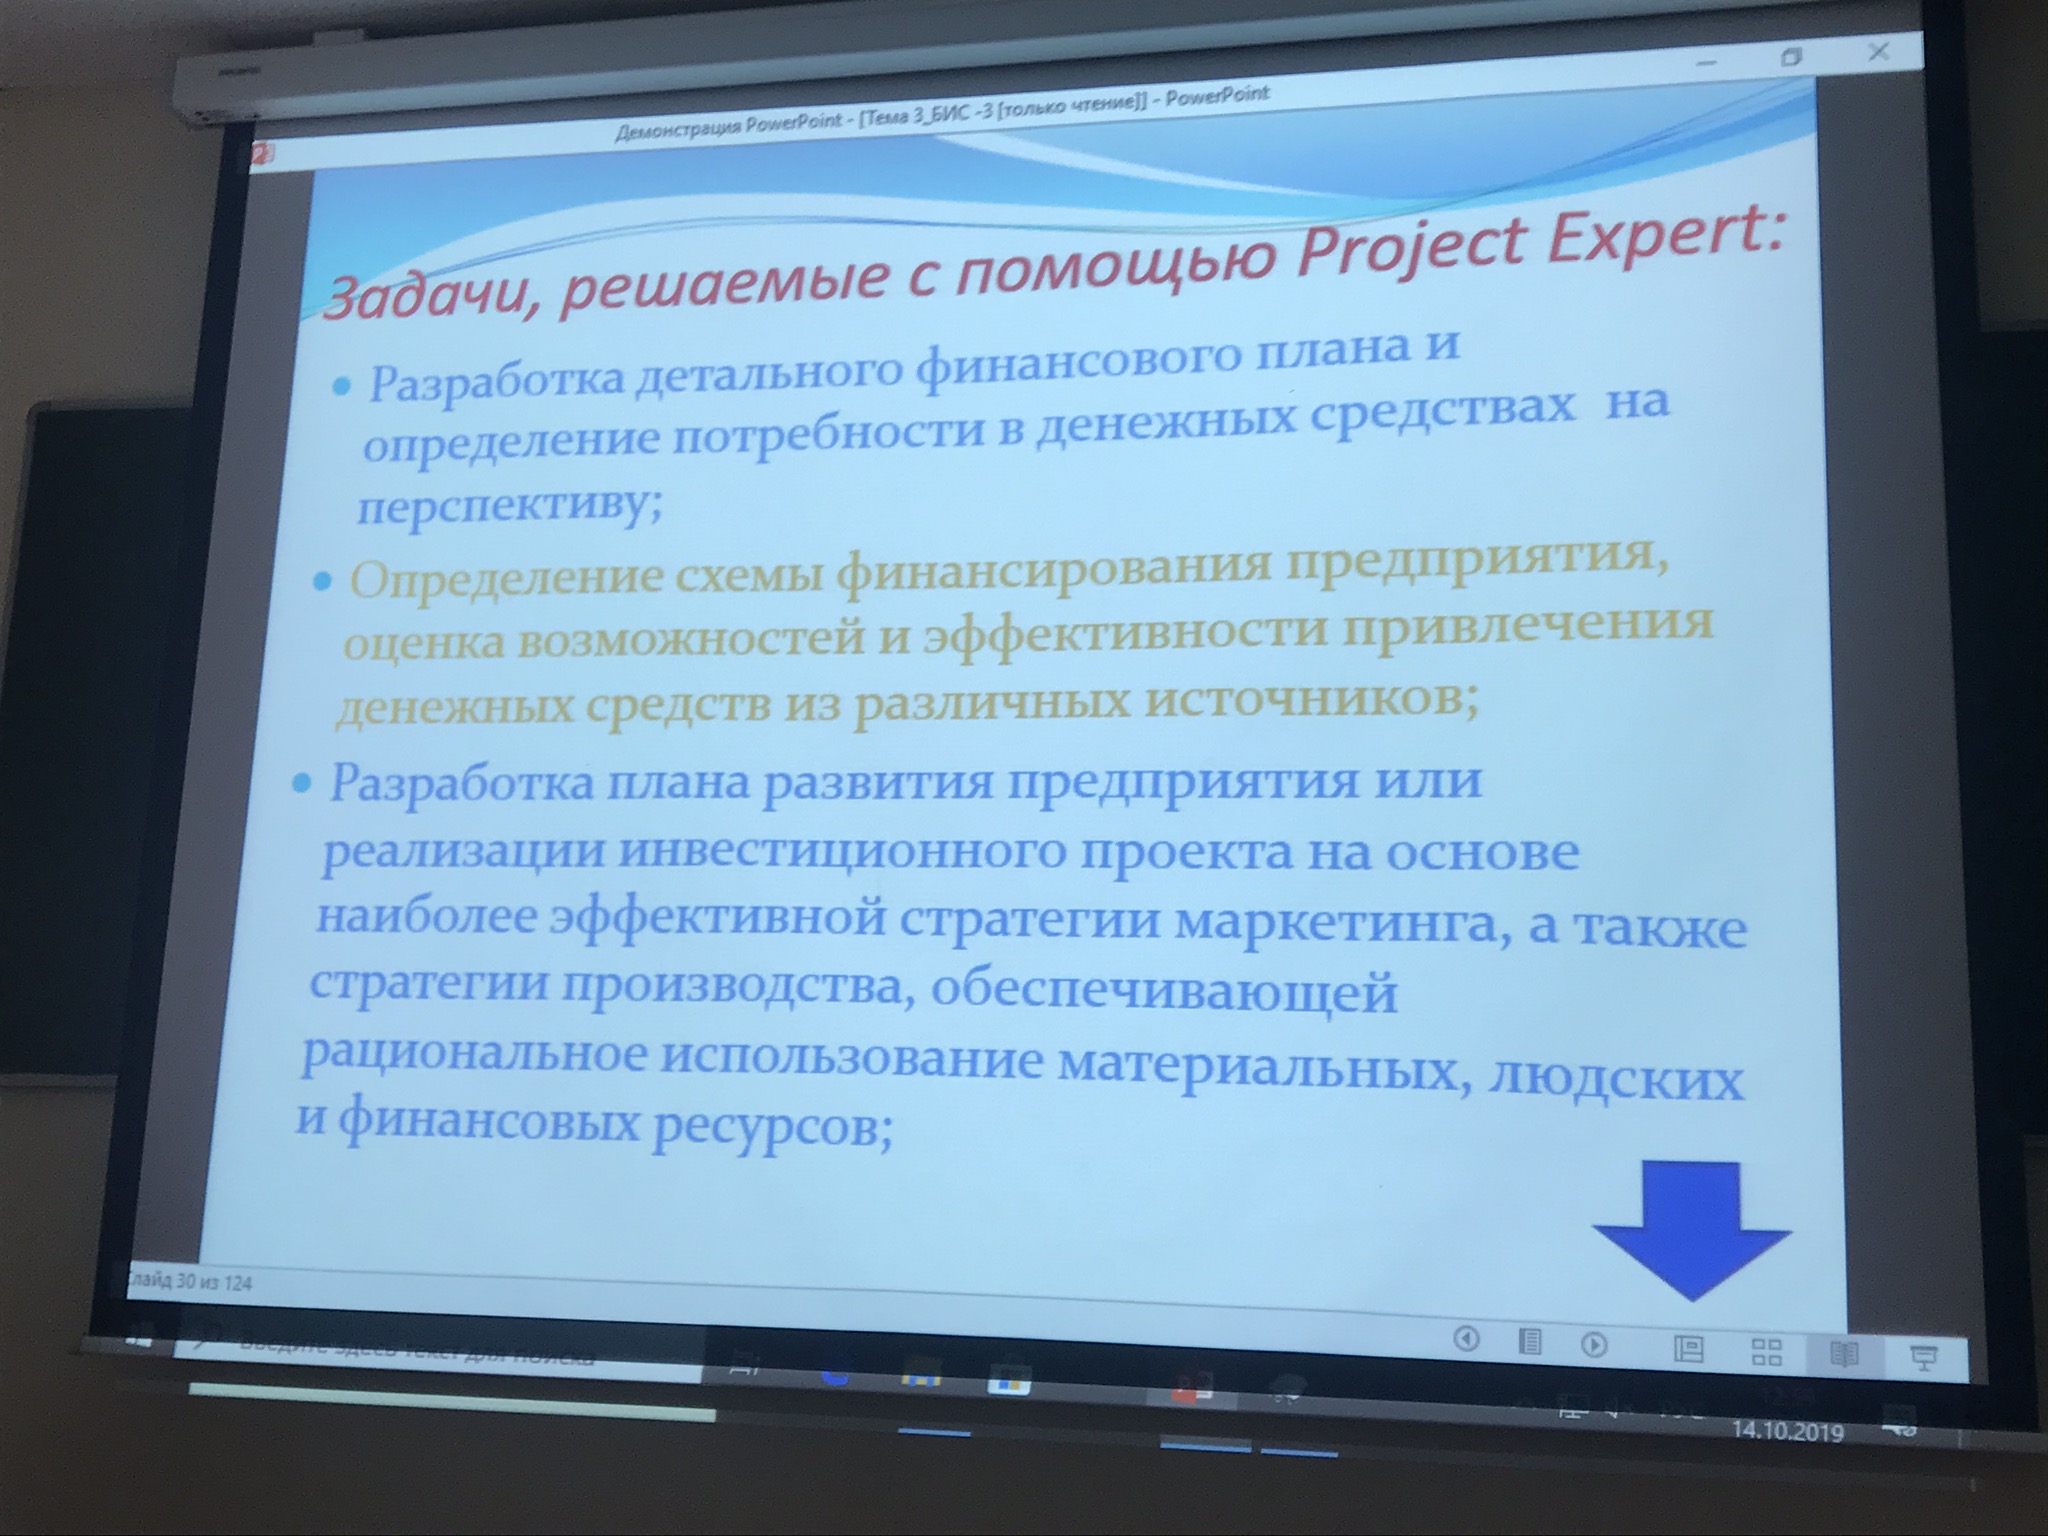 Демонстрация PowerPoint - [Тема 3_БИС -3 [только чтение]] - PowerPoint
Задачи, решаемые с помощью Project Expert:
• Разработка детального финансового плана и
определение потребности в денежных средствах на
перспективу;
• Определение схемы финансирования предприятия,
оценка возможностей и эффективности привлечения
денежных средств из различных источников;
• Разработка плана развития предприятия или
реализации инвестиционного проекта на основе
наиболее эффективной стратегии маркетинга, а также
стратегии производства, обеспечивающей
рациональное использование материальных, людских
и финансовых ресурсов;
Слайд 30 из 124
Введите здесь текст для поиска
14.10.2019